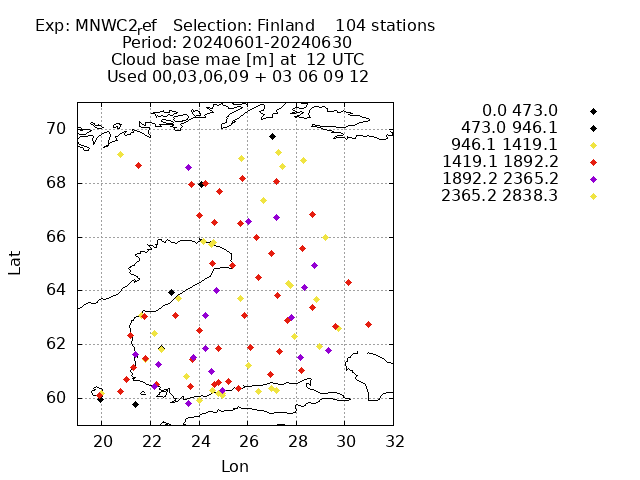 Exp: MNWC2ref   Selection: Finland    104 stations
Period: 20240601-20240630
Cloud base mae [m] at  12 UTC
Used 00,03,06,09 + 03 06 09 12
0.0 473.0
473.0 946.1
946.1 1419.1
1419.1 1892.2
1892.2 2365.2
2365.2 2838.3
70
68
66
64
62
60
Lat
20 22 24 26 28 30 32
Lon